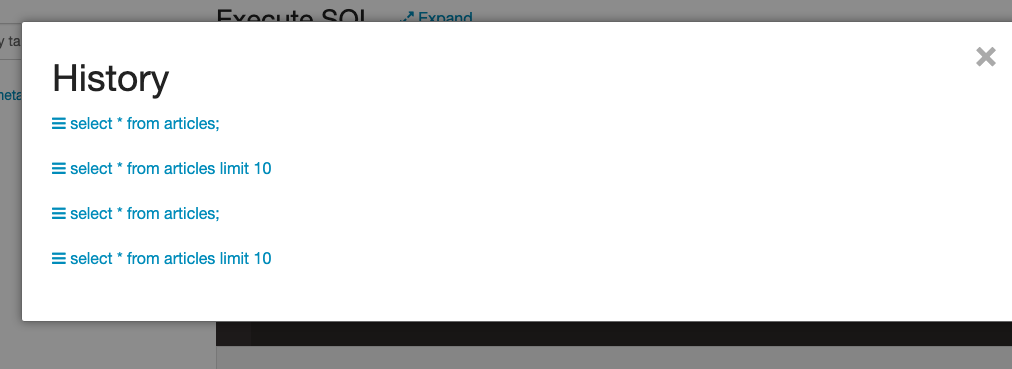 Execute SQL Expand
y ta
History
neta
select * from articles;
select * from articles limit 10
select * from articles;
select * from articles limit 10